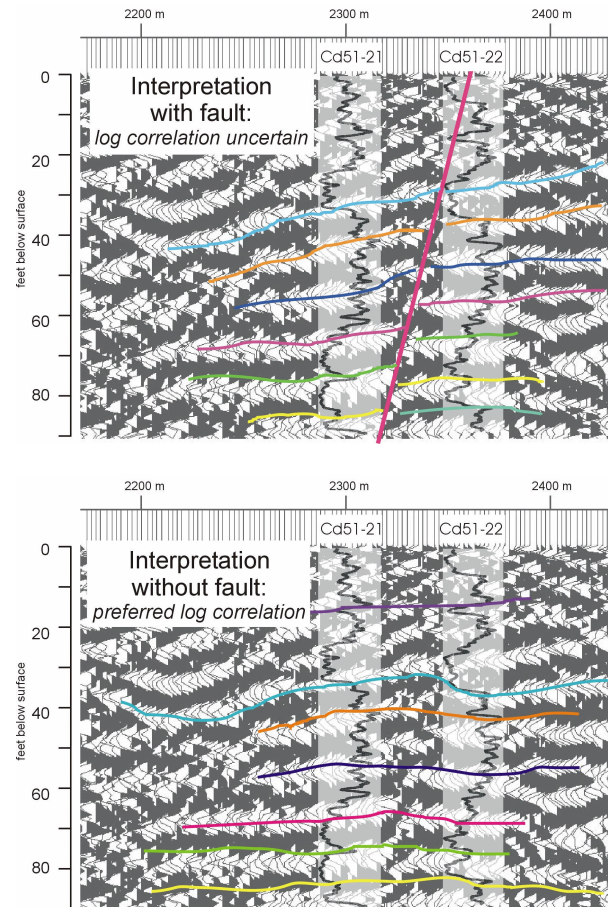 2200 m 2300 m 2400 m
Cd51-21 Cd51-22
0
Interpretation
with fault:
log correlation uncertain
20
40
feet below surface
60
80
2200 m 2300 m 2400 m
Cd51-21 Cd51-22
0
Interpretation
without fault:
preferred log correlation
20
40
feet below surface
60
80